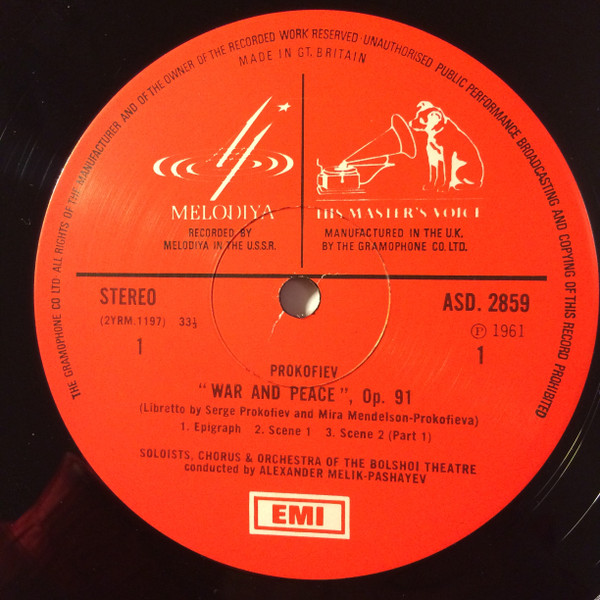 THE GRAMOPHONE CO LTD·ALL RIGHTS OF THE MANUFACTURER AND OF THE OWNER OF THE RECORDED WORK RESERVED·UNAUTHORISED PUBLIC PERFORMANCE BROADCASTING AND COPYING OF THIS RECORD PROHIBITED
MADE IN GT. BRITAIN
MELODIYA
RECORDED BY
MELODIYA IN THE U.S.S.R.
HIS MASTER'S VOICE
MANUFACTURED IN THE U.K.
BY THE GRAMOPHONE CO. LTD.
STEREO
ASD. 2859
(2YRM.1197) 33⅓
Ⓟ 1961
1
1
PROKOFIEV
"WAR AND PEACE", Op. 91
(Libretto by Serge Prokofiev and Mira Mendelson-Prokofieva)
1. Epigraph 2. Scene 1 3. Scene 2 (Part 1)
SOLOISTS, CHORUS & ORCHESTRA OF THE BOLSHOI THEATRE
conducted by ALEXANDER MELIK-PASHAYEV
EMI